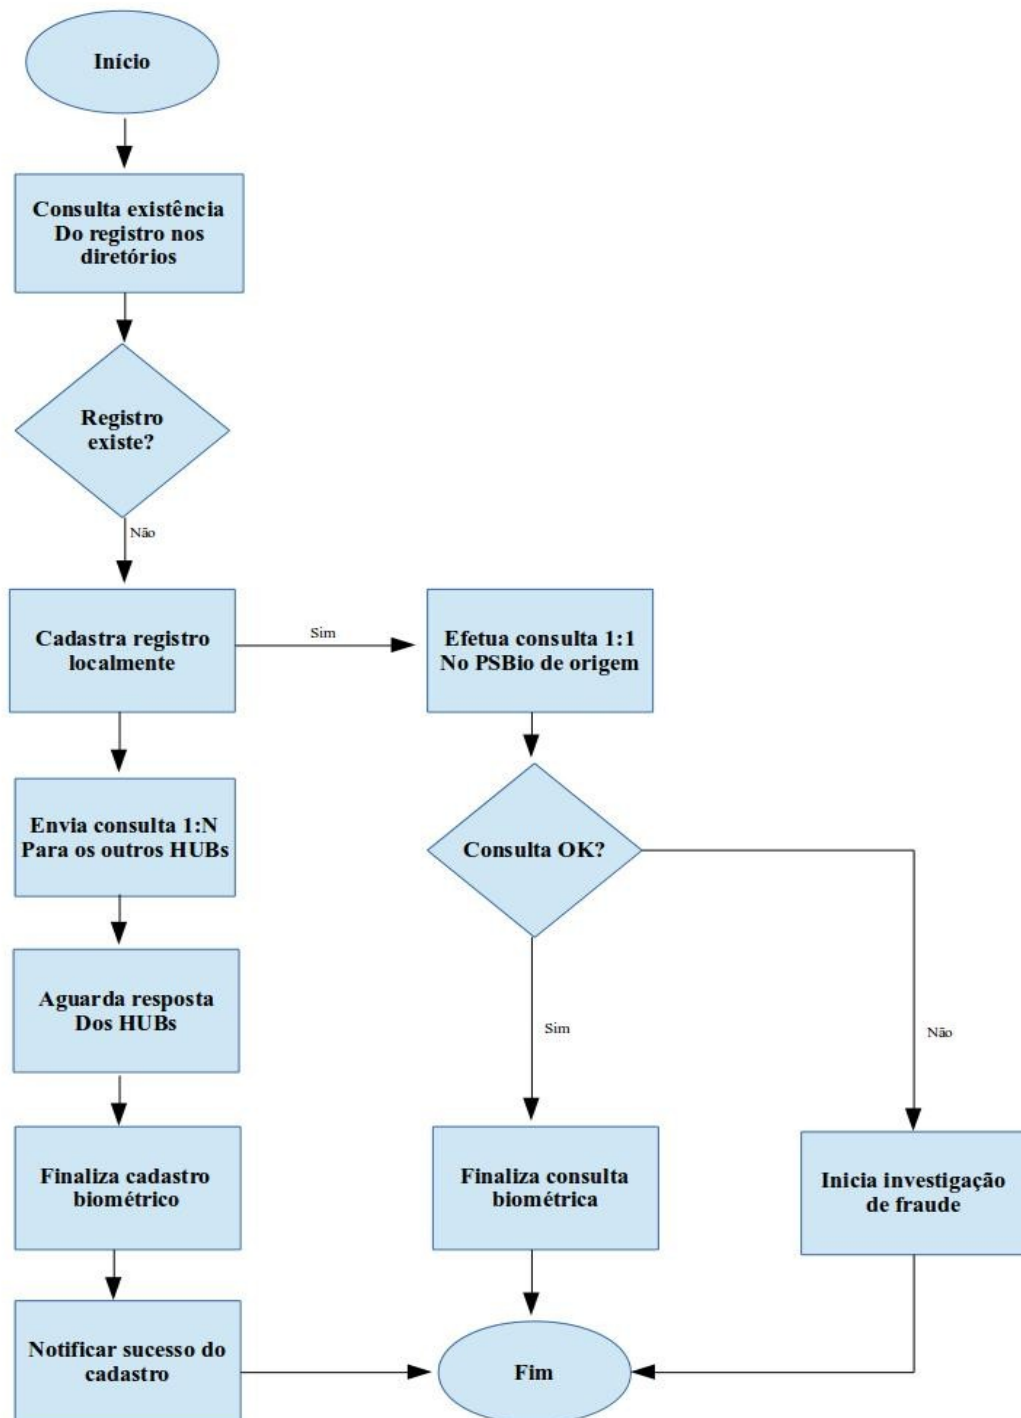 Início
Consulta existência
Do registro nos
diretórios
Registro
existe?
Não
Cadastra registro
localmente
Sim
Efetua consulta 1:1
No PSBio de origem
Envia consulta 1:N
Para os outros HUBs
Consulta OK?
Aguarda resposta
Dos HUBs
Sim
Não
Finaliza cadastro
biométrico
Finaliza consulta
biométrica
Inicia investigação
de fraude
Notificar sucesso do
cadastro
Fim